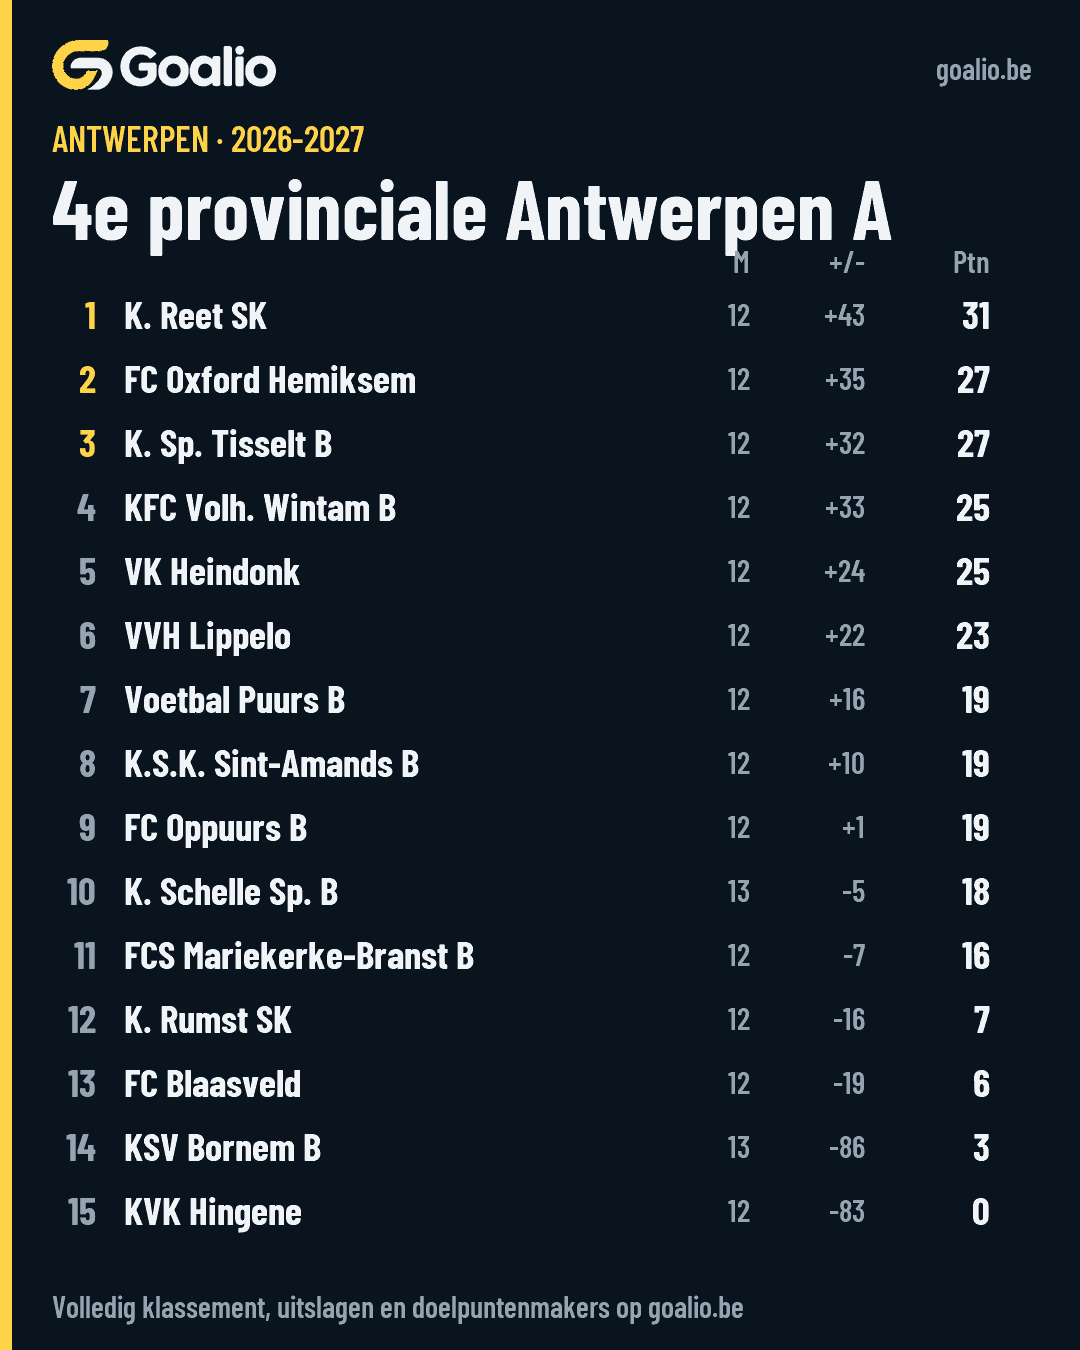 Goalio
goalio.be
ANTWERPEN · 2026-2027
4e provinciale Antwerpen A
M +/- Ptn
1 K. Reet SK 12 +43 31
2 FC Oxford Hemiksem 12 +35 27
3 K. Sp. Tisselt B 12 +32 27
4 KFC Volh. Wintam B 12 +33 25
5 VK Heindonk 12 +24 25
6 VVH Lippelo 12 +22 23
7 Voetbal Puurs B 12 +16 19
8 K.S.K. Sint-Amands B 12 +10 19
9 FC Oppuurs B 12 +1 19
10 K. Schelle Sp. B 13 -5 18
11 FCS Mariekerke-Branst B 12 -7 16
12 K. Rumst SK 12 -16 7
13 FC Blaasveld 12 -19 6
14 KSV Bornem B 13 -86 3
15 KVK Hingene 12 -83 0
Volledig klassement, uitslagen en doelpuntenmakers op goalio.be